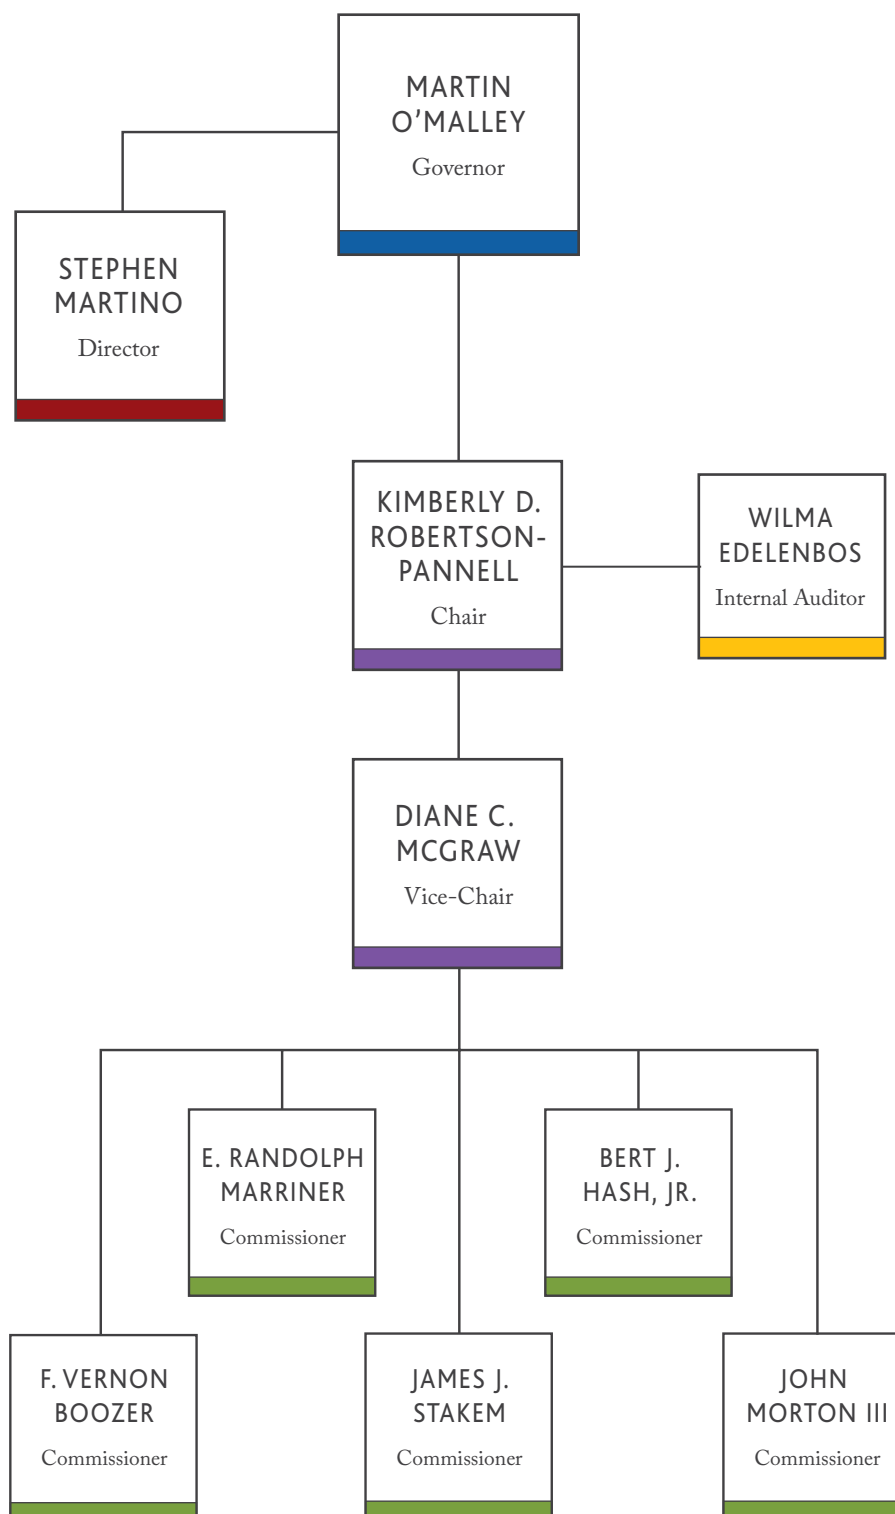 MARTIN
O’MALLEY
Governor
STEPHEN
MARTINO
Director
KIMBERLY D.
ROBERTSON-
PANNELL
Chair
WILMA
EDELENBOS
Internal Auditor
DIANE C.
MCGRAW
Vice-Chair
E. RANDOLPH
MARRINER
Commissioner
BERT J.
HASH, JR.
Commissioner
F. VERNON
BOOZER
Commissioner
JAMES J.
STAKEM
Commissioner
JOHN
MORTON III
Commissioner